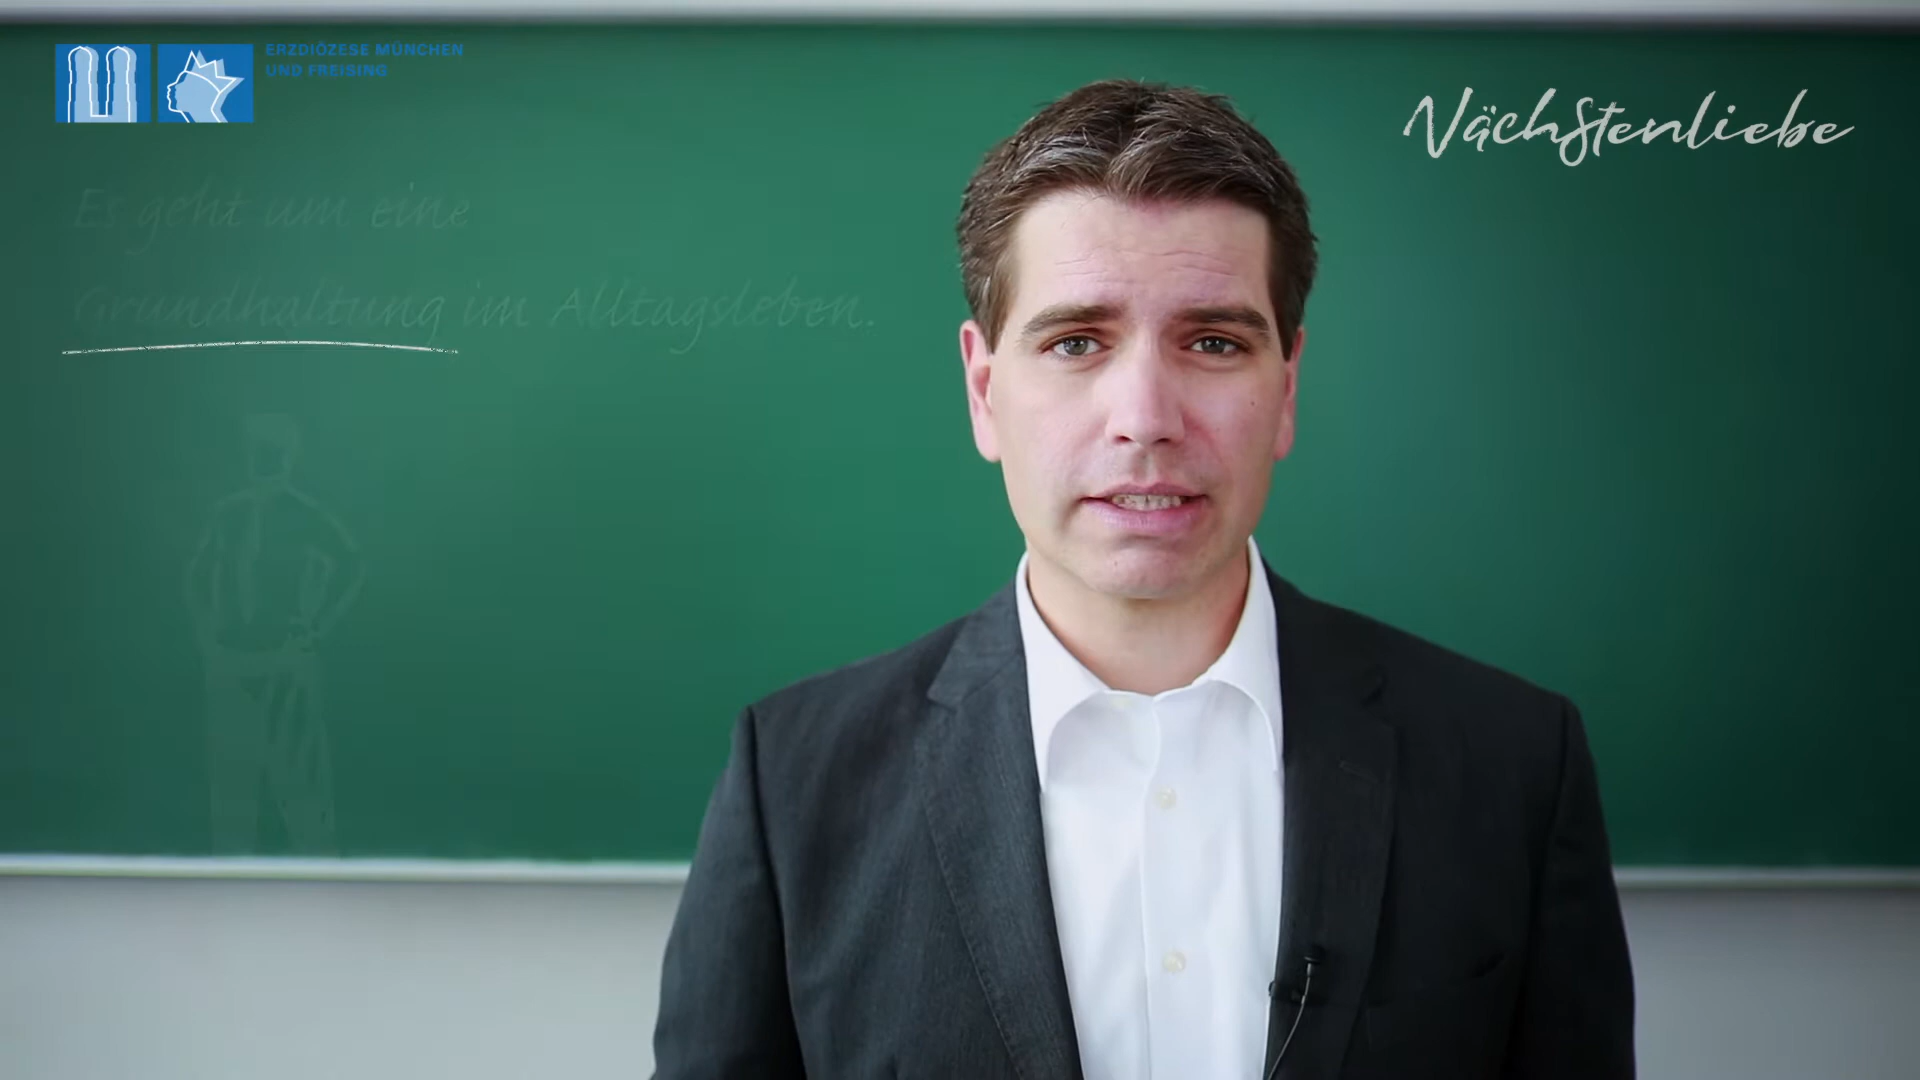 ERZDIÖZESE MÜNCHEN
UND FREISING
Nächstenliebe
Es geht um eine
Grundhaltung im Alltagsleben.